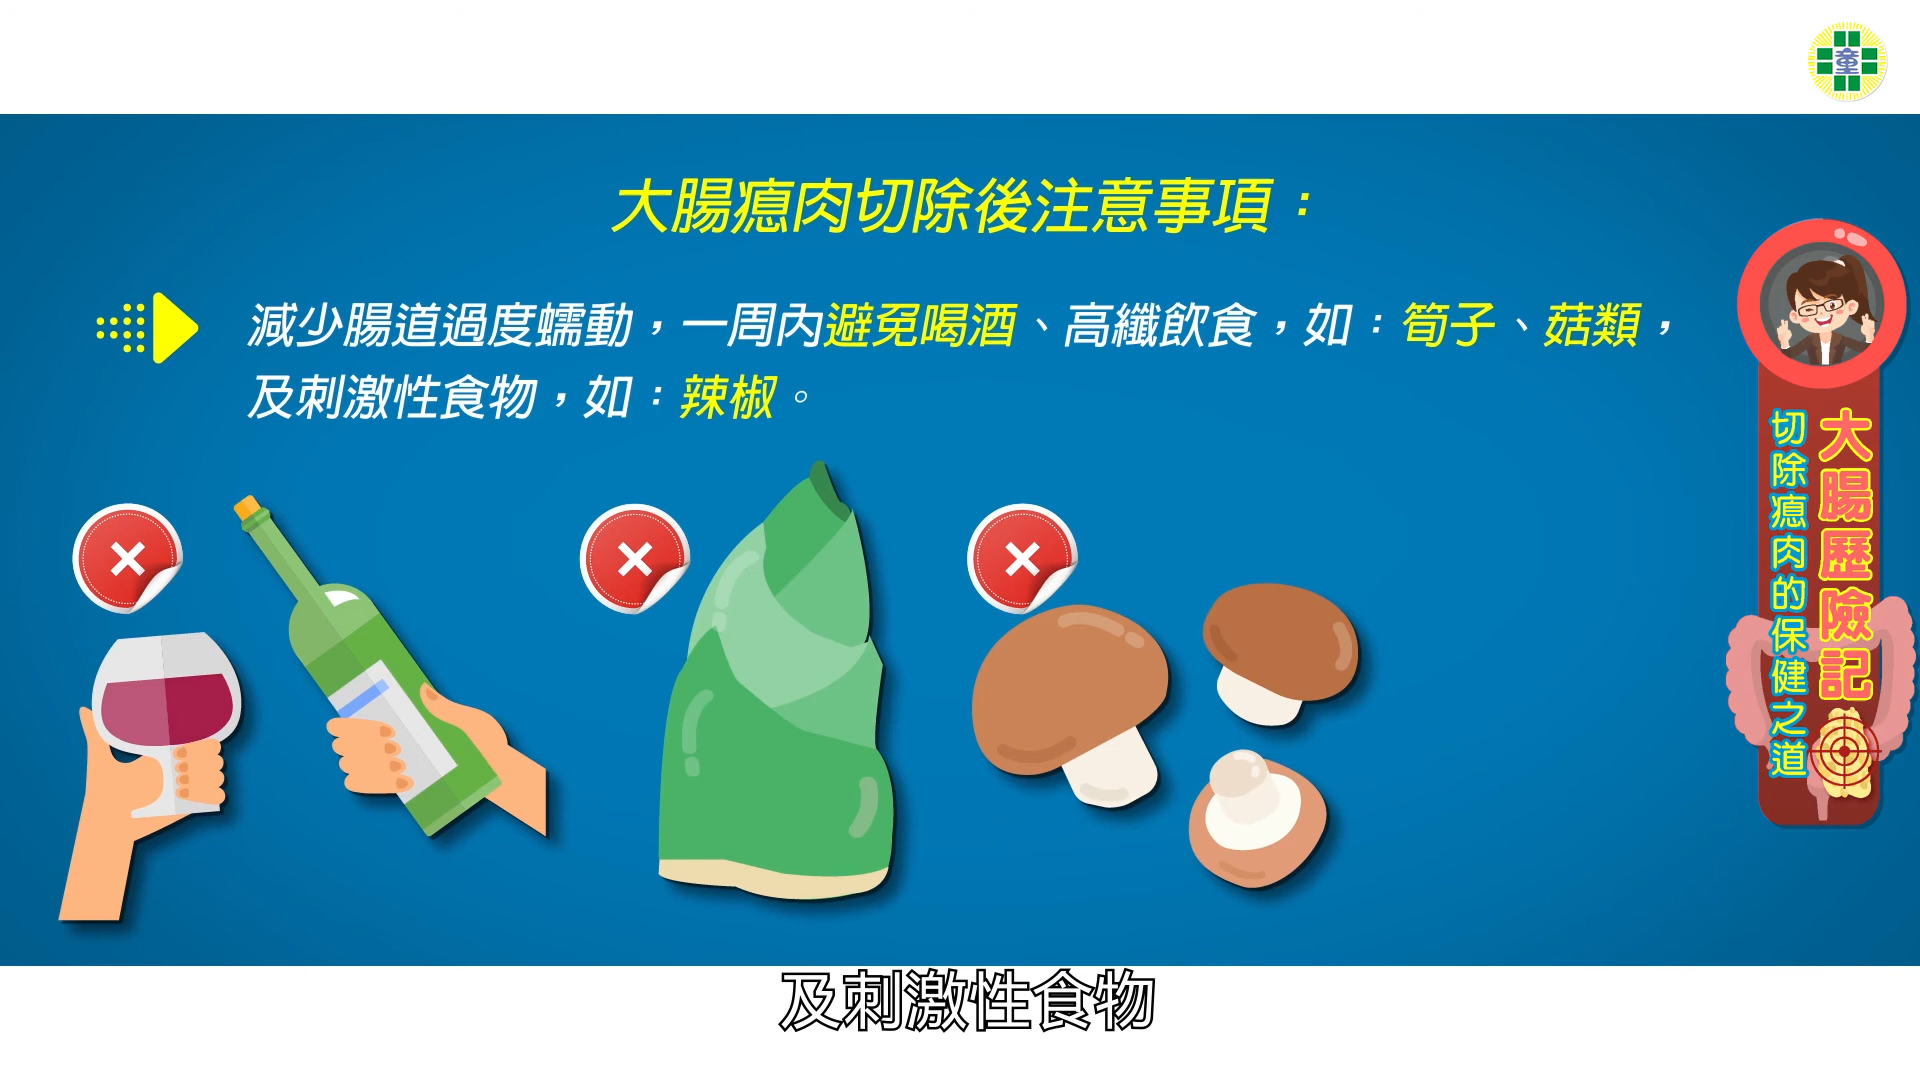 童
大腸瘜肉切除後注意事項：
減少腸道過度蠕動，一周內避免喝酒、高纖飲食，如：筍子、菇類，
及刺激性食物，如：辣椒。
大腸歷險記
切除瘜肉的保健之道
及刺激性食物